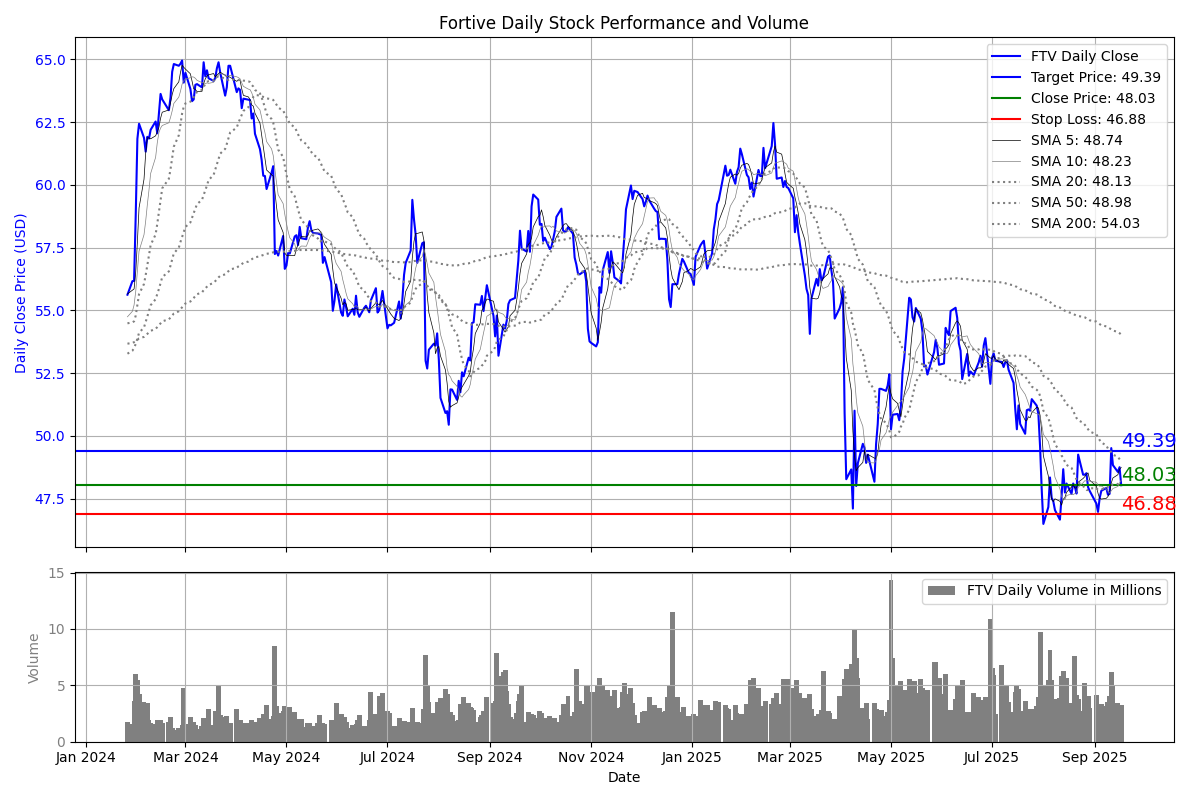 Fortive Daily Stock Performance and Volume
Daily Close Price (USD)
65.0
62.5
60.0
57.5
55.0
52.5
50.0
47.5
FTV Daily Close
Target Price: 49.39
Close Price: 48.03
Stop Loss: 46.88
SMA 5: 48.74
SMA 10: 48.23
SMA 20: 48.13
SMA 50: 48.98
SMA 200: 54.03
49.39
48.03
46.88
Volume
15
10
5
0
FTV Daily Volume in Millions
Jan 2024 Mar 2024 May 2024 Jul 2024 Sep 2024 Nov 2024 Jan 2025 Mar 2025 May 2025 Jul 2025 Sep 2025
Date